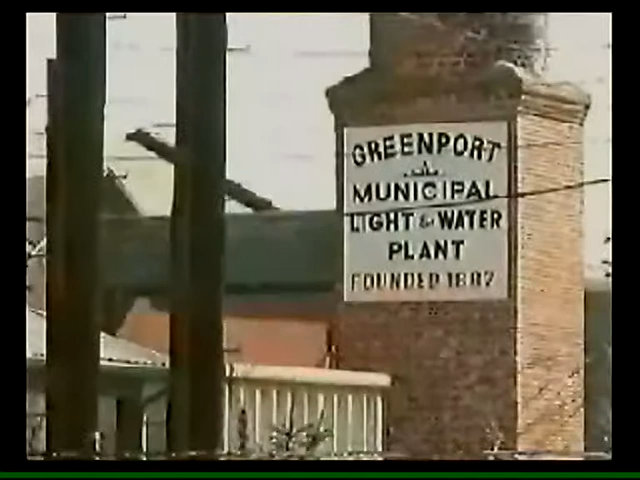 GREENPORT
MUNICIPAL
LIGHT & WATER
PLANT
FOUNDED